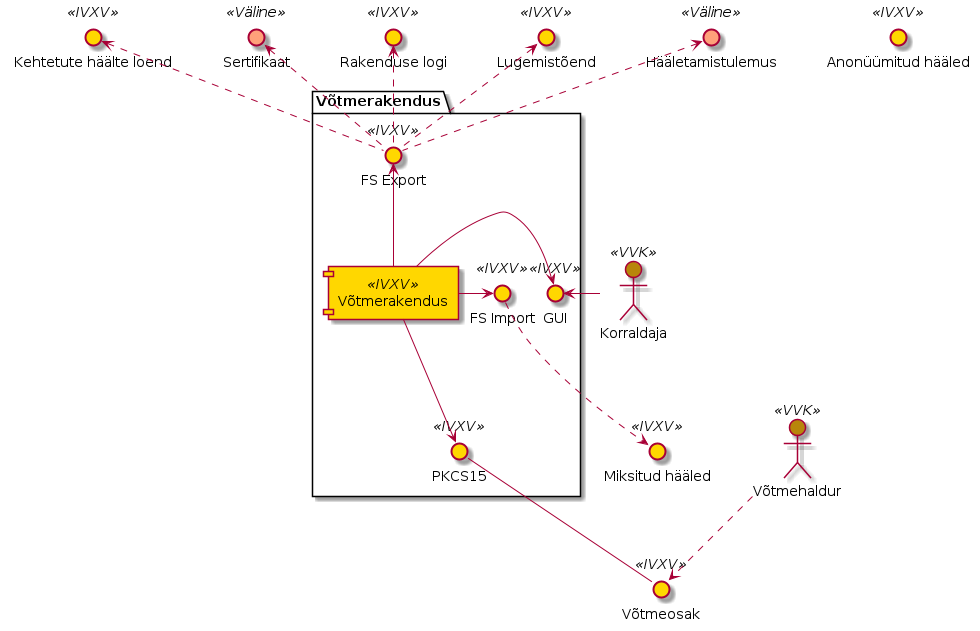 «IVXV»
Kehtetute häälte loend
«Väline»
Sertifikaat
«IVXV»
Rakenduse logi
«IVXV»
Lugemistõend
«Väline»
Hääletamistulemus
«IVXV»
Anonüümitud hääled
Võtmerakendus
«IVXV»
FS Export
«IVXV»
Võtmerakendus
«IVXV»
FS Import
«IVXV»
GUI
«VVK»
Korraldaja
«IVXV»
PKCS15
«IVXV»
Miksitud hääled
«VVK»
Võtmehaldur
«IVXV»
Võtmeosak